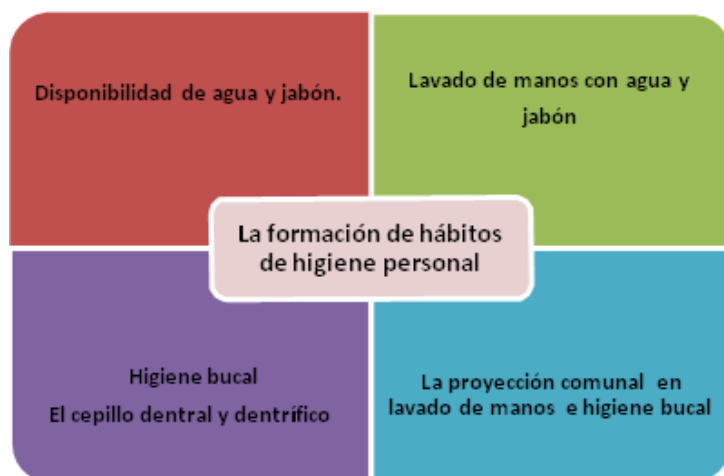 Disponibilidad de agua y jabón.
Lavado de manos con agua y
jabón
La formación de hábitos
de higiene personal
Higiene bucal
El cepillo dentral y dentrífico
La proyección comunal en
lavado de manos e higiene bucal